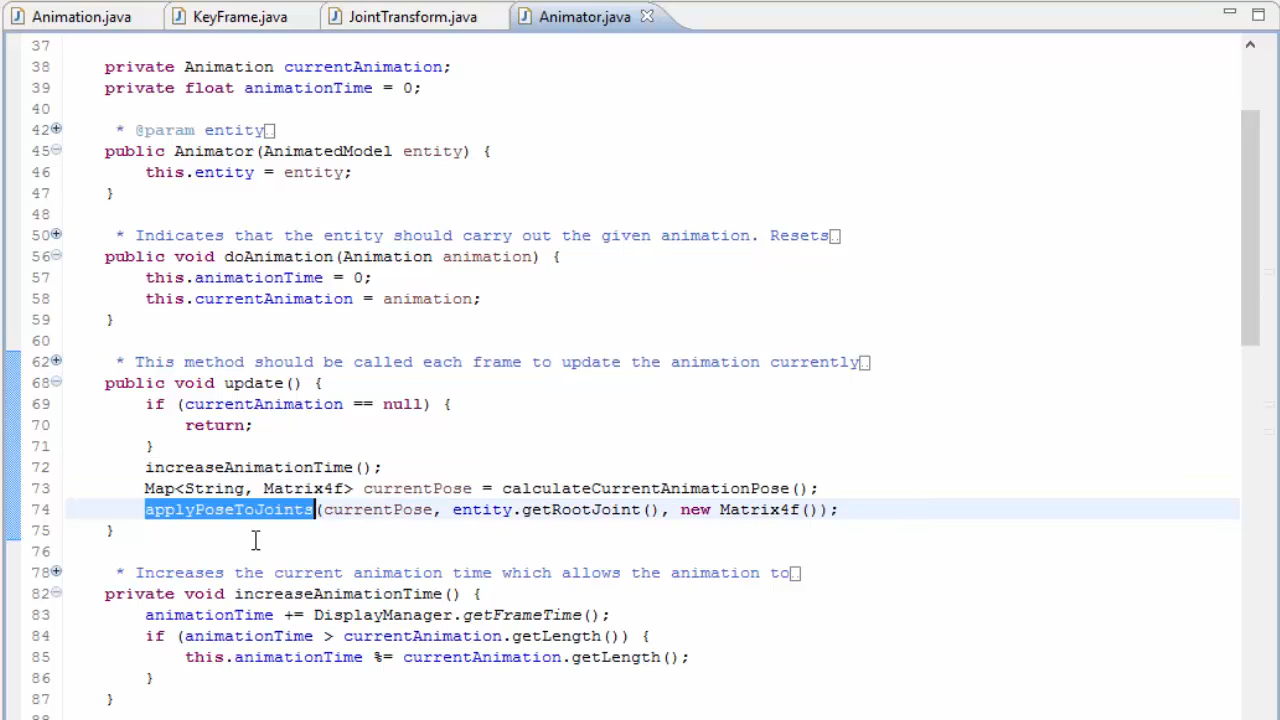 Animation.java KeyFrame.java JointTransform.java Animator.java
37
38 private Animation currentAnimation;
39 private float animationTime = 0;
40
42 * @param entity
45 public Animator(AnimatedModel entity) {
46 this.entity = entity;
47 }
48
50 * Indicates that the entity should carry out the given animation. Resets
56 public void doAnimation(Animation animation) {
57 this.animationTime = 0;
58 this.currentAnimation = animation;
59 }
60
62 * This method should be called each frame to update the animation currently
68 public void update() {
69 if (currentAnimation == null) {
70 return;
71 }
72 increaseAnimationTime();
73 Map<String, Matrix4f> currentPose = calculateCurrentAnimationPose();
74 applyPoseToJoints(currentPose, entity.getRootJoint(), new Matrix4f());
75 }
76
78 * Increases the current animation time which allows the animation to
82 private void increaseAnimationTime() {
83 animationTime += DisplayManager.getFrameTime();
84 if (animationTime > currentAnimation.getLength()) {
85 this.animationTime %= currentAnimation.getLength();
86 }
87 }
88